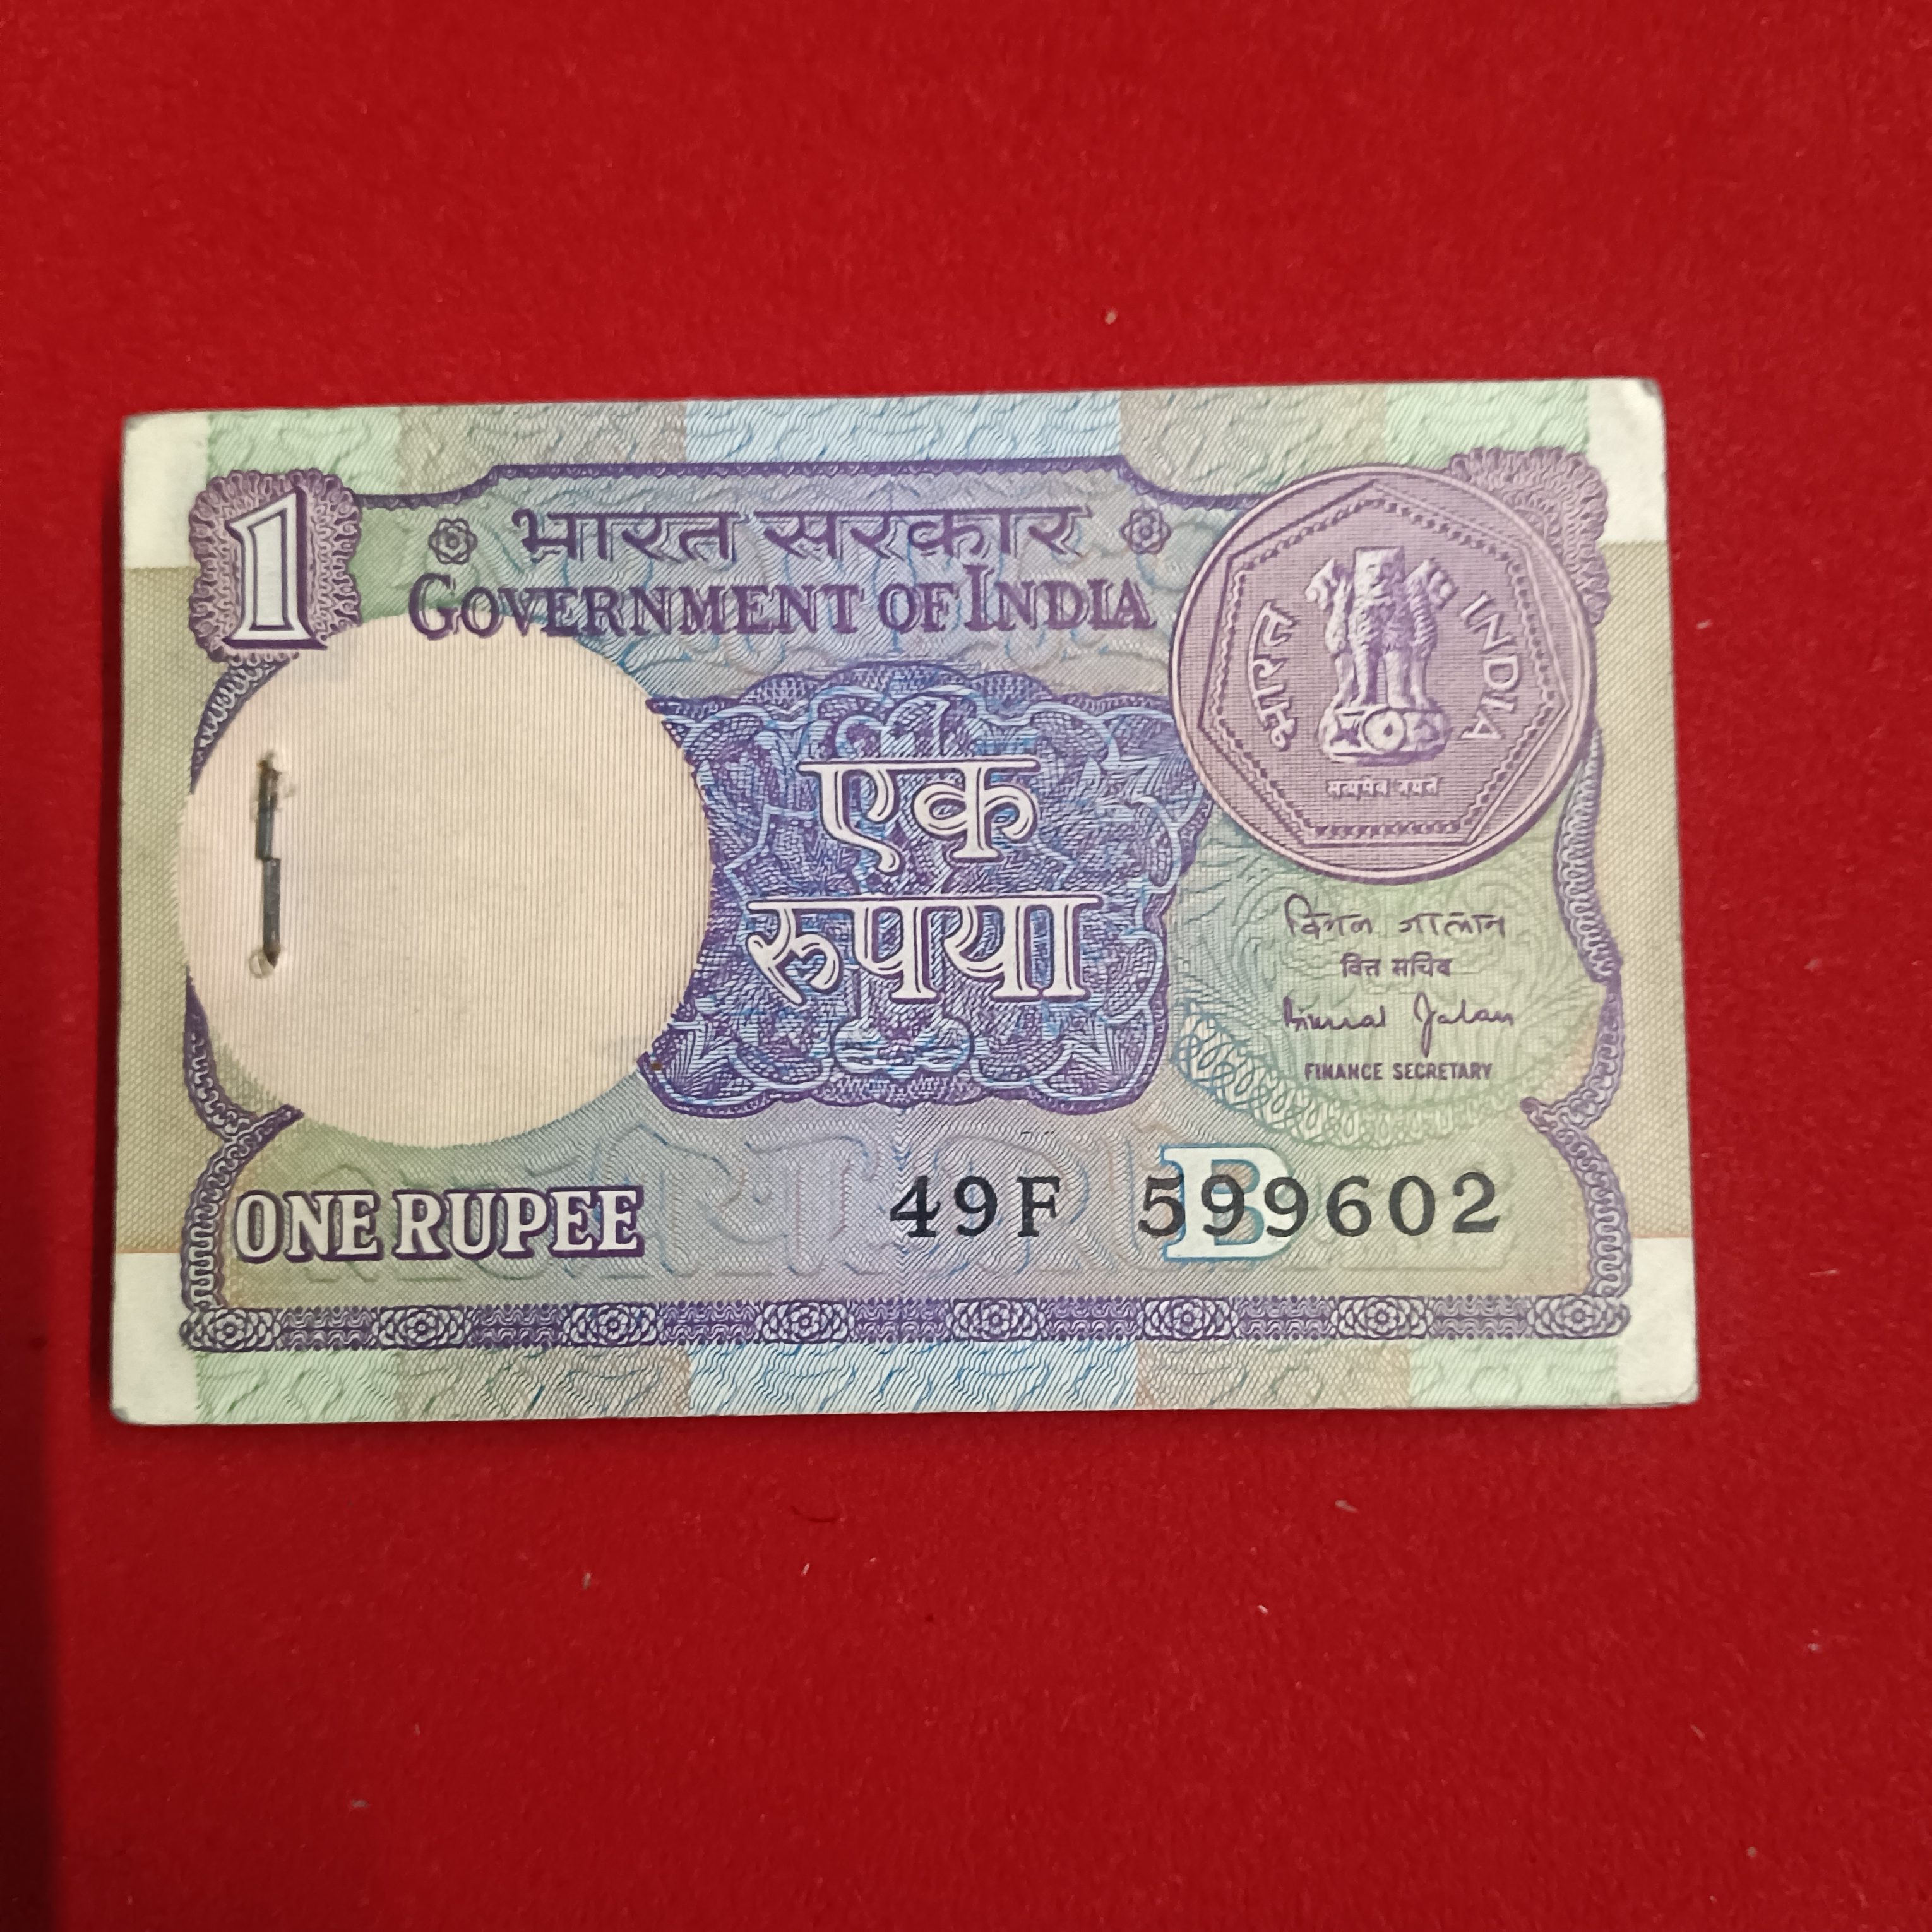 1
भारत सरकार
GOVERNMENT OF INDIA
भारत INDIA
सत्यमेव जयते
एक
रुपया
बिमल जालान
वित्त सचिव
Bimal Jalan
FINANCE SECRETARY
ONE RUPEE
49F 599602
B